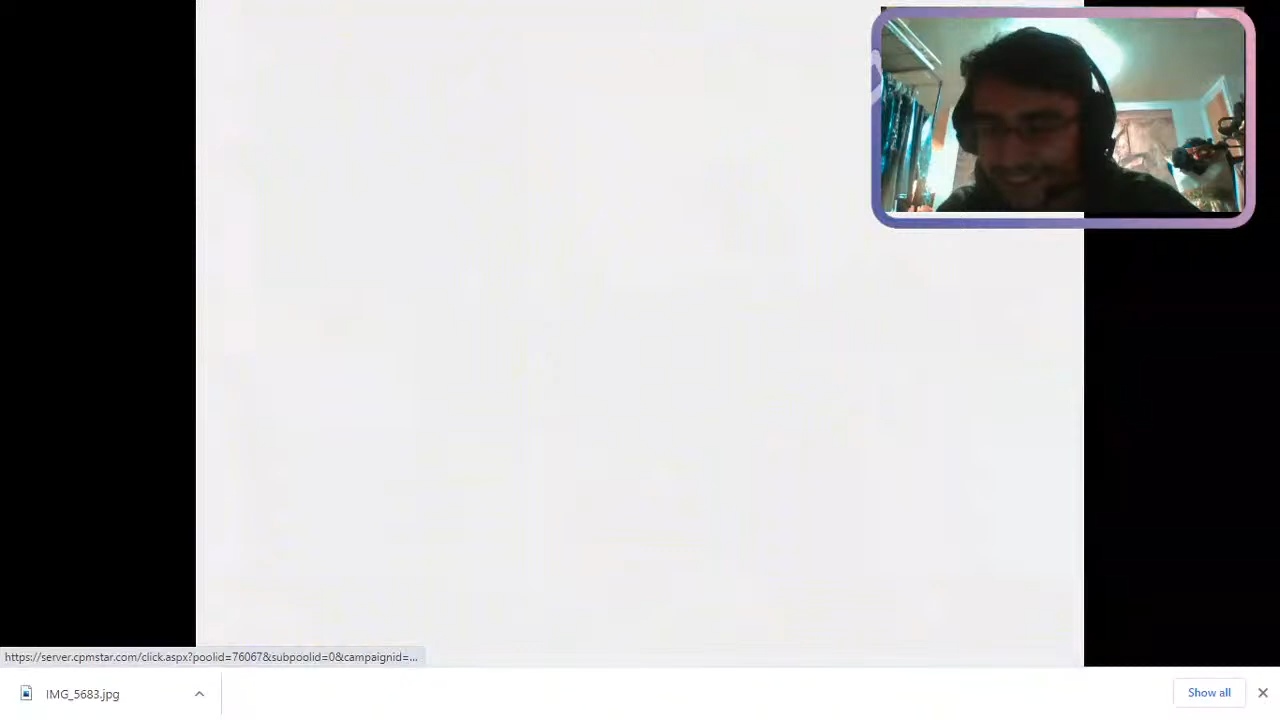 https://server.cpmstar.com/click.aspx?poolid=76067&subpoolid=0&campaignid=...
IMG_5683.jpg
Show all